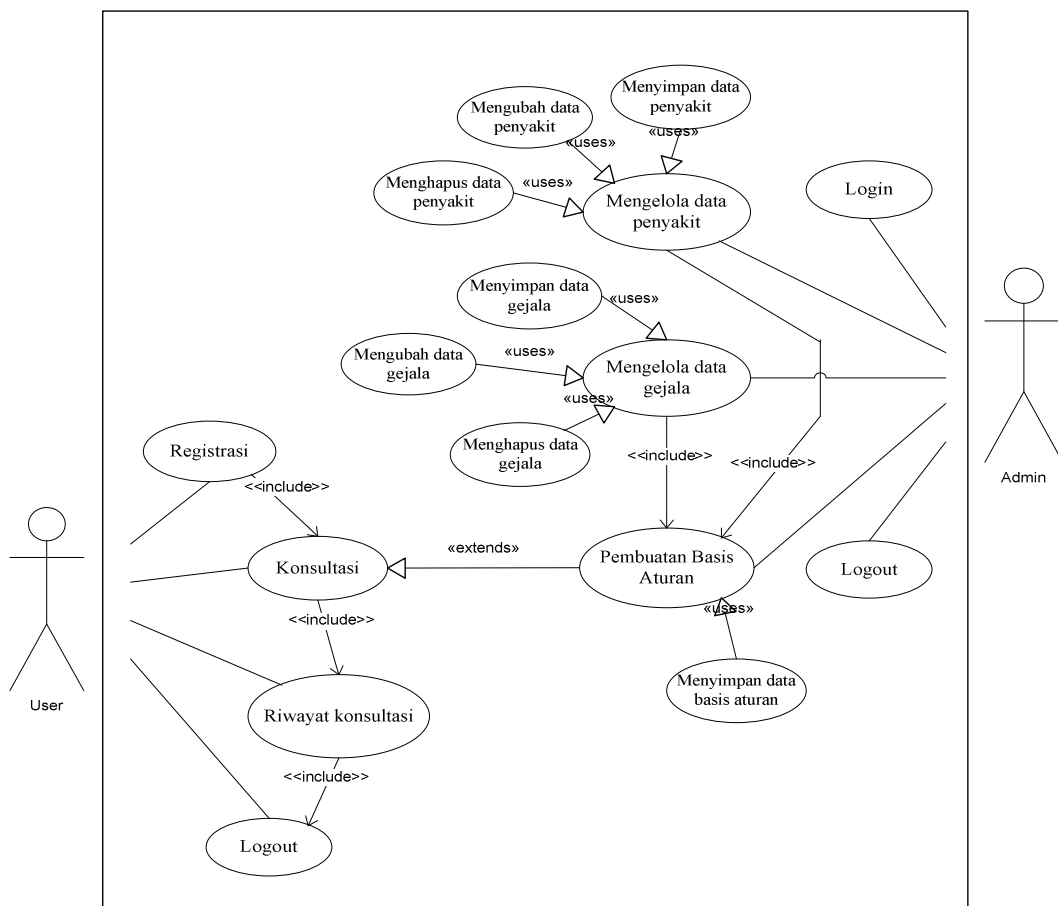 Menyimpan data
penyakit
Mengubah data
penyakit
«uses»
«uses»
Menghapus data
penyakit
«uses»
Mengelola data
penyakit
Login
Menyimpan data
gejala
«uses»
Mengubah data
gejala
«uses»
Mengelola data
gejala
«uses»
Menghapus data
gejala
Registrasi
<<include>>
<<include>>
<<include>>
Admin
Konsultasi
«extends»
Pembuatan Basis
Aturan
Logout
<<include>>
«uses»
Menyimpan data
basis aturan
User
Riwayat konsultasi
<<include>>
Logout